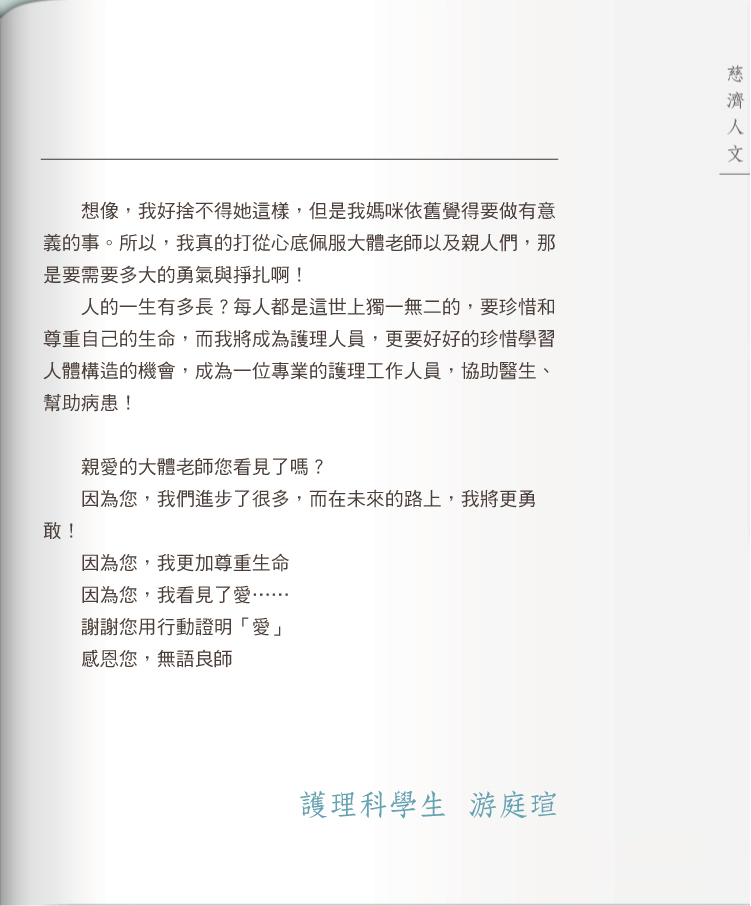 慈濟人文
想像，我好捨不得她這樣，但是我媽咪依舊覺得要做有意
義的事。所以，我真的打從心底佩服大體老師以及親人們，那
是要需要多大的勇氣與掙扎啊！
人的一生有多長？每人都是這世上獨一無二的，要珍惜和
尊重自己的生命，而我將成為護理人員，更要好好的珍惜學習
人體構造的機會，成為一位專業的護理工作人員，協助醫生、
幫助病患！
親愛的大體老師您看見了嗎？
因為您，我們進步了很多，而在未來的路上，我將更勇
敢！
因為您，我更加尊重生命
因為您，我看見了愛……
謝謝您用行動證明「愛」
感恩您，無語良師
護理科學生 游庭瑄